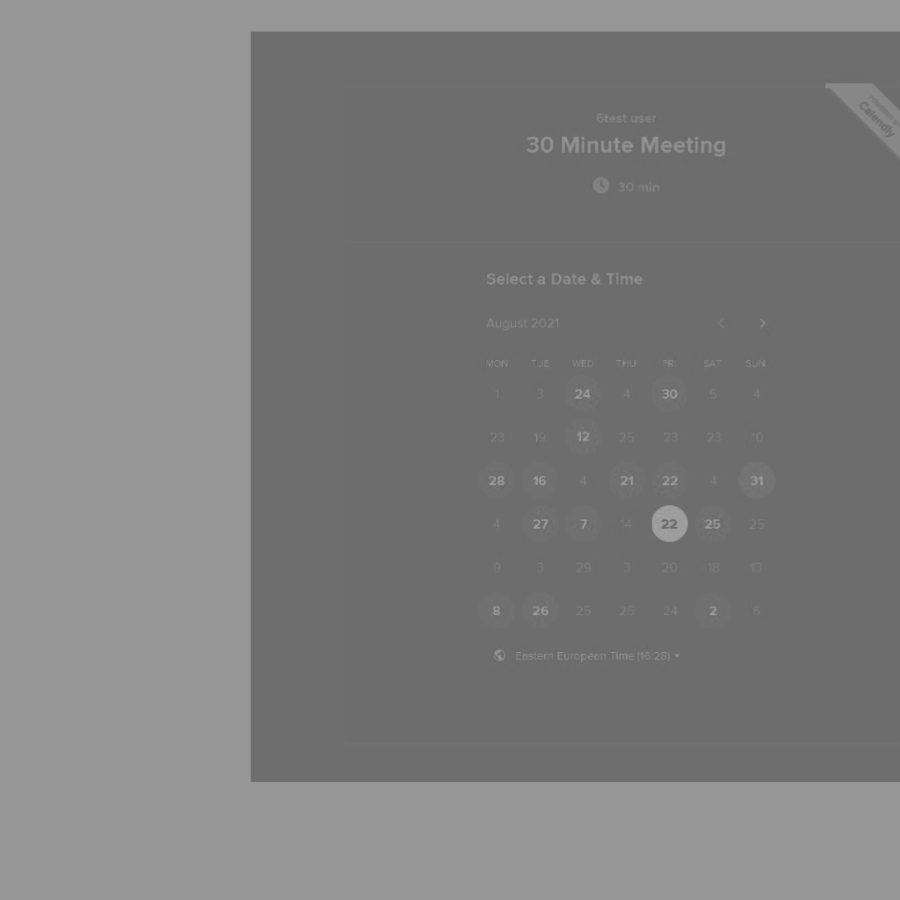 6test user
30 Minute Meeting
30 min
Calendly
Select a Date & Time
August 2021
MON TUE WED THU FRI SAT SUN
1 3 24 4 30 5 4
23 19 12 25 23 23 10
28 16 4 21 22 4 31
4 27 7 14 22 25 25
9 3 29 3 20 18 13
8 26 25 26 24 2 6
Eastern European Time (16:28)